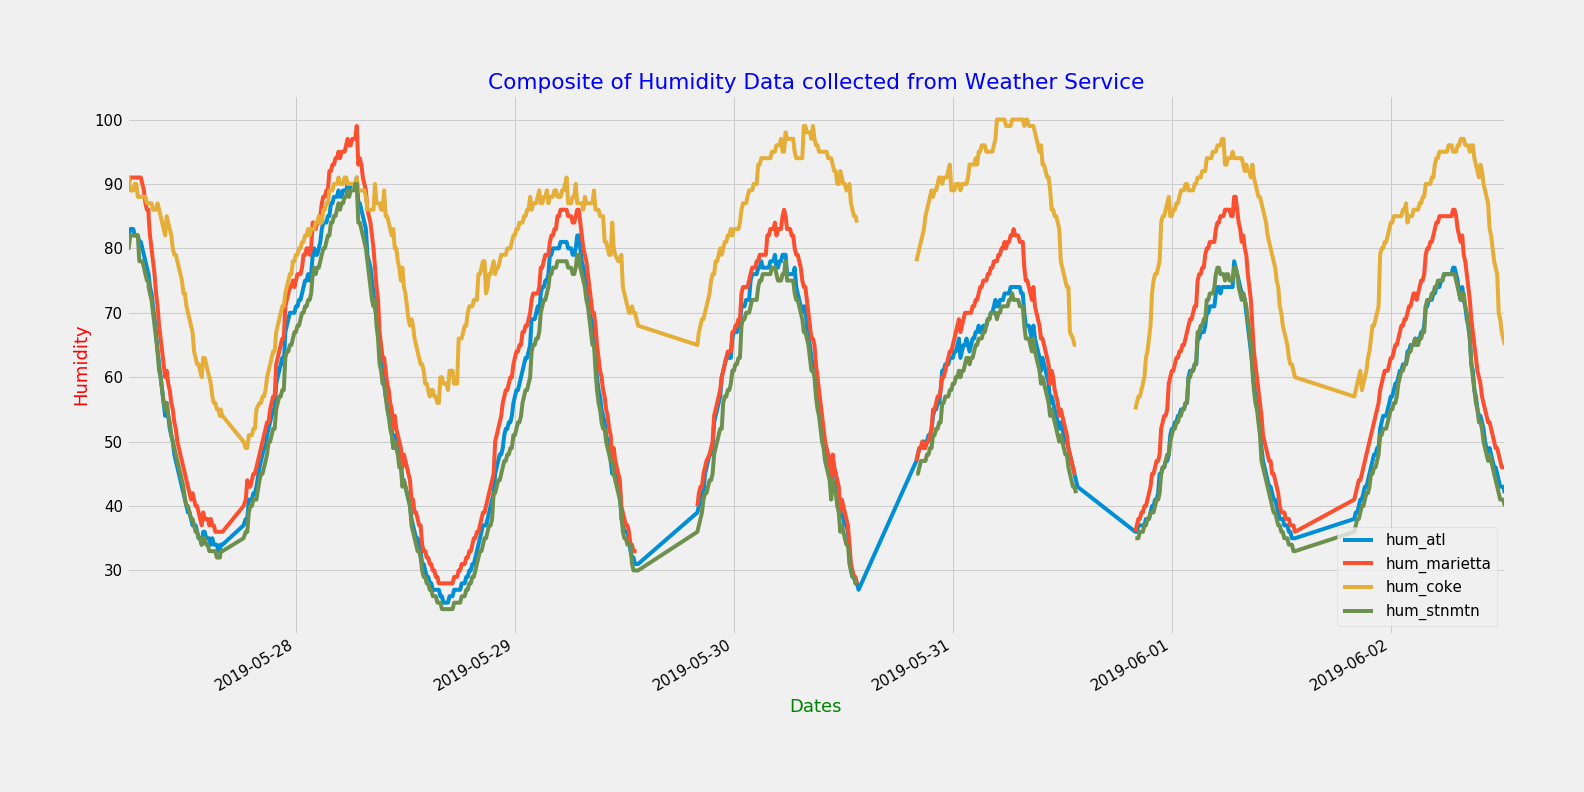 Composite of Humidity Data collected from Weather Service
100
90
80
70
60
50
40
30
Humidity
hum_atl
hum_marietta
hum_coke
hum_stnmtn
2019-05-28
2019-05-29
2019-05-30
2019-05-31
2019-06-01
2019-06-02
Dates